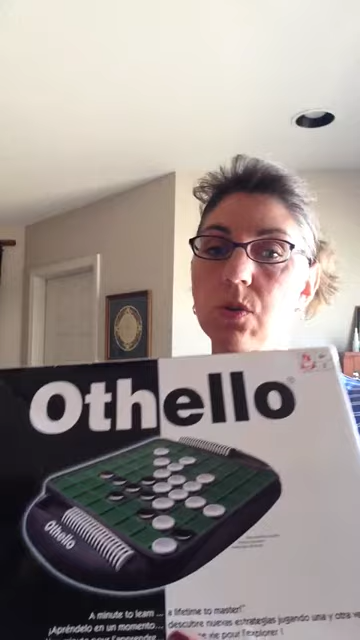 Othello
Othello
A minute to learn ... a lifetime to master!™
¡Apréndelo en un momento... descubre nuevas estrategias jugando una y otra
vie pour l'explorer !